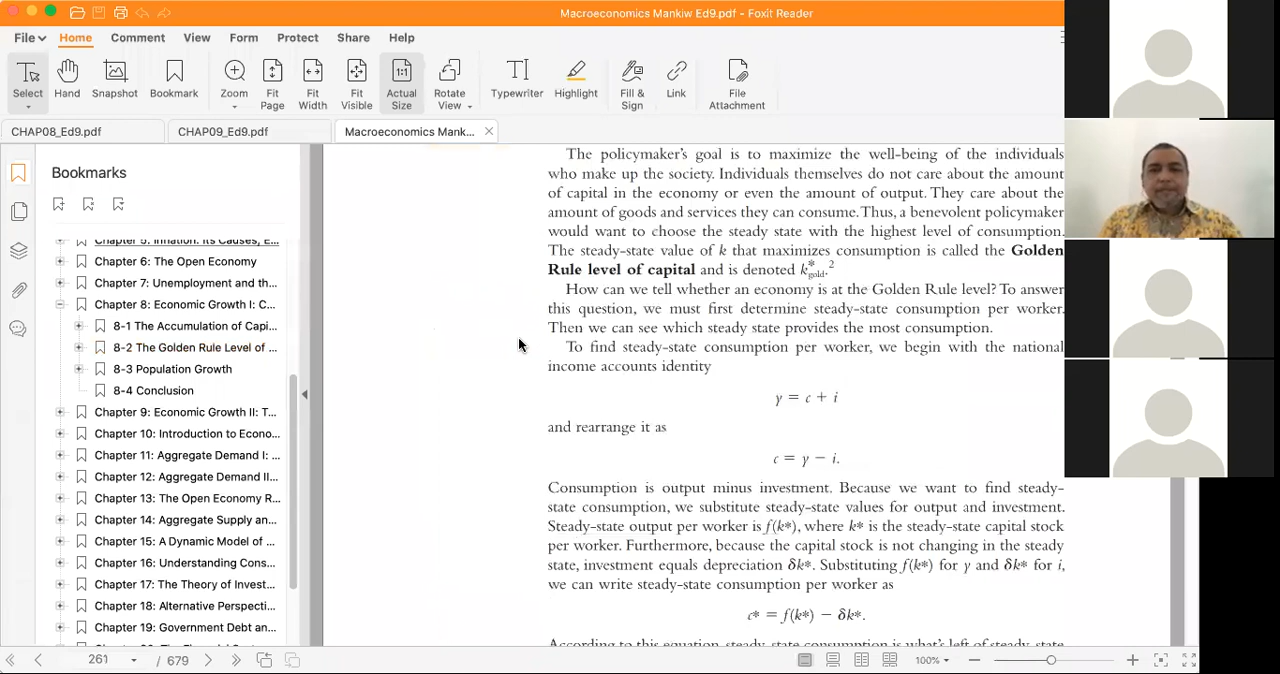 Macroeconomics Mankiw Ed9.pdf - Foxit Reader
File Home Comment View Form Protect Share Help
Select Hand Snapshot Bookmark Zoom Fit Page Fit Width Fit Visible Actual Size Rotate View Typewriter Highlight Fill & Sign Link File Attachment
CHAP08_Ed9.pdf CHAP09_Ed9.pdf Macroeconomics Mank...
Bookmarks
Chapter 5: Inflation: Its Causes, E...
Chapter 6: The Open Economy
Chapter 7: Unemployment and th...
Chapter 8: Economic Growth I: C...
8-1 The Accumulation of Capi...
8-2 The Golden Rule Level of ...
8-3 Population Growth
8-4 Conclusion
Chapter 9: Economic Growth II: T...
Chapter 10: Introduction to Econo...
Chapter 11: Aggregate Demand I: ...
Chapter 12: Aggregate Demand II...
Chapter 13: The Open Economy R...
Chapter 14: Aggregate Supply an...
Chapter 15: A Dynamic Model of ...
Chapter 16: Understanding Cons...
Chapter 17: The Theory of Invest...
Chapter 18: Alternative Perspecti...
Chapter 19: Government Debt an...
The policymaker's goal is to maximize the well-being of the individuals
who make up the society. Individuals themselves do not care about the amount
of capital in the economy or even the amount of output. They care about the
amount of goods and services they can consume. Thus, a benevolent policymaker
would want to choose the steady state with the highest level of consumption.
The steady-state value of k that maximizes consumption is called the Golden
Rule level of capital and is denoted k*gold.2
How can we tell whether an economy is at the Golden Rule level? To answer
this question, we must first determine steady-state consumption per worker.
Then we can see which steady state provides the most consumption.
To find steady-state consumption per worker, we begin with the national
income accounts identity
y = c + i
and rearrange it as
c = y − i.
Consumption is output minus investment. Because we want to find steady-
state consumption, we substitute steady-state values for output and investment.
Steady-state output per worker is f(k*), where k* is the steady-state capital stock
per worker. Furthermore, because the capital stock is not changing in the steady
state, investment equals depreciation δk*. Substituting f(k*) for y and δk* for i,
we can write steady-state consumption per worker as
c* = f(k*) − δk*.
According to this equation, steady-state consumption is what's left of steady-state
261 / 679 100%